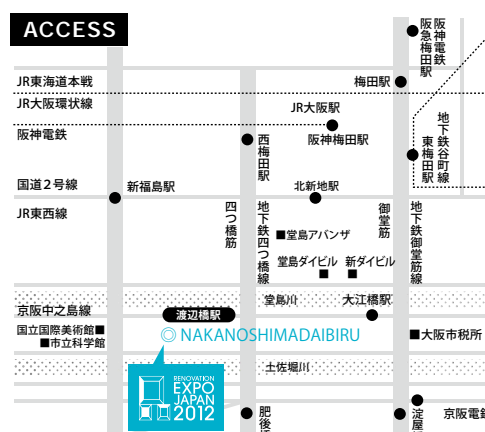 ACCESS
阪急梅田駅
阪神電鉄
JR東海道本戦
梅田駅
JR大阪環状線
JR大阪駅
阪神電鉄
西梅田駅
阪神梅田駅
東梅田駅
地下鉄谷町線
国道2号線
新福島駅
北新地駅
JR東西線
四つ橋筋
地下鉄四つ橋線
御堂筋
地下鉄御堂筋線
■堂島アバンザ
堂島ダイビル
新ダイビル
堂島川
大江橋駅
京阪中之島線
渡辺橋駅
国立国際美術館■
■市立科学館
◎ NAKANOSHIMADAIBIRU
■大阪市税所
土佐堀川
RENOVATION
EXPO
JAPAN
2012
肥後
淀屋
京阪電